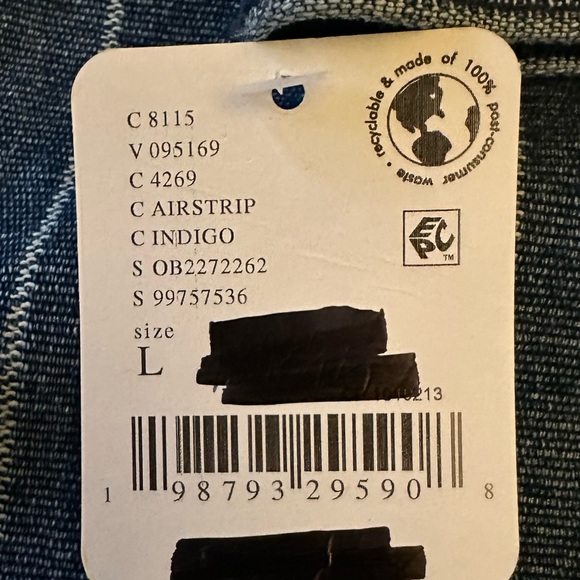 recyclable & made of 100% post-consumer waste •
C 8115
V 095169
C 4269
C AIRSTRIP
C INDIGO
S OB2272262
S 99757536
EPC
TM
size
L
1 98793 29590 8